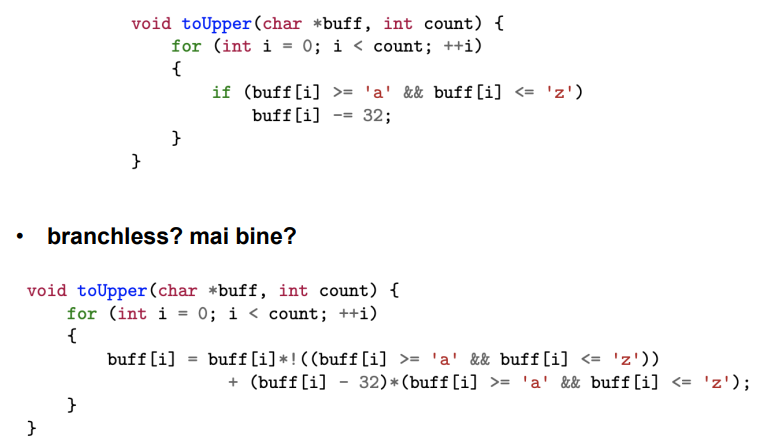 void toUpper(char *buff, int count) {
    for (int i = 0; i < count; ++i)
    {
        if (buff[i] >= 'a' && buff[i] <= 'z')
            buff[i] -= 32;
    }
}
• branchless? mai bine?
void toUpper(char *buff, int count) {
    for (int i = 0; i < count; ++i)
    {
        buff[i] = buff[i]*!((buff[i] >= 'a' && buff[i] <= 'z'))
                    + (buff[i] - 32)*(buff[i] >= 'a' && buff[i] <= 'z');
    }
}